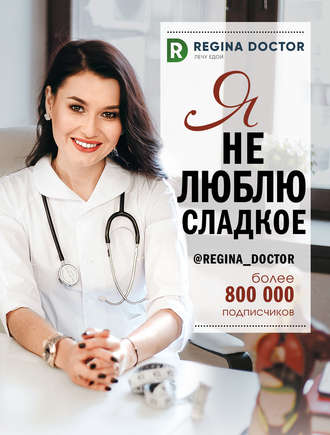 R REGINA DOCTOR
ЛЕЧУ ЕДОЙ
Я
НЕ
ЛЮБЛЮ
СЛАДКОЕ
@REGINA_DOCTOR
более
800 000
подписчиков